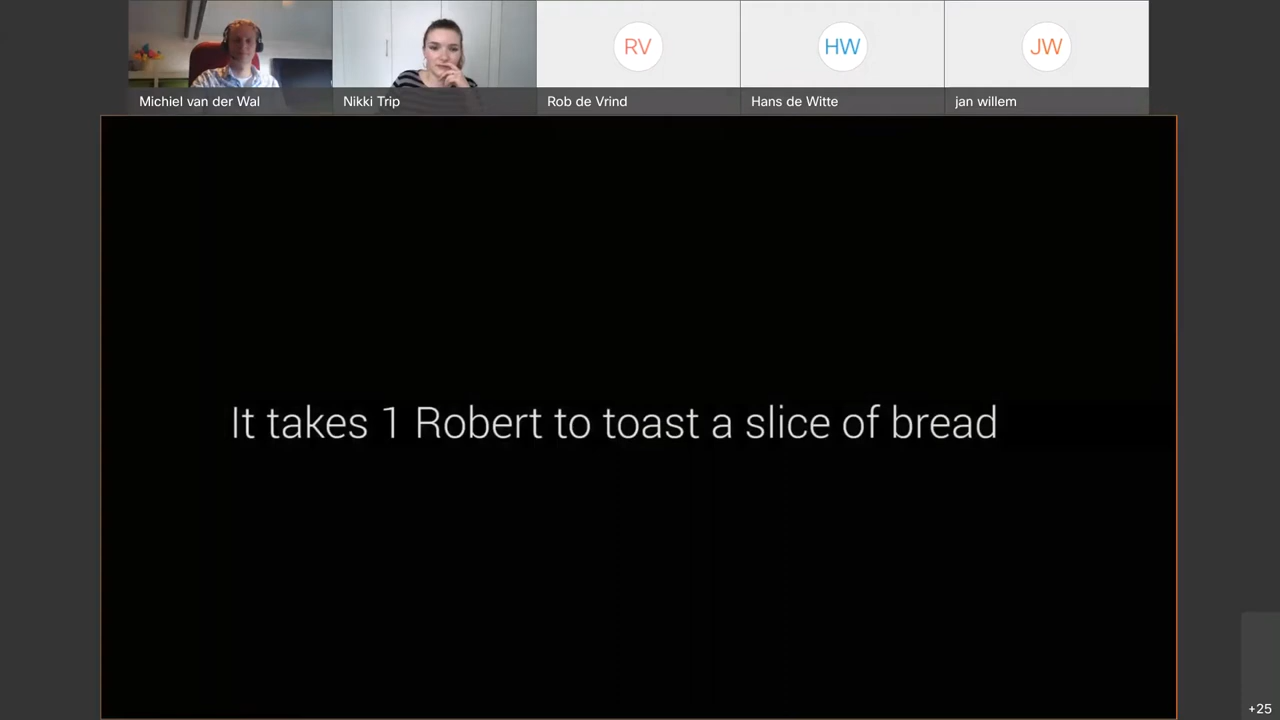 RV
HW
JW
Michiel van der Wal
Nikki Trip
Rob de Vrind
Hans de Witte
jan willem
It takes 1 Robert to toast a slice of bread
+25